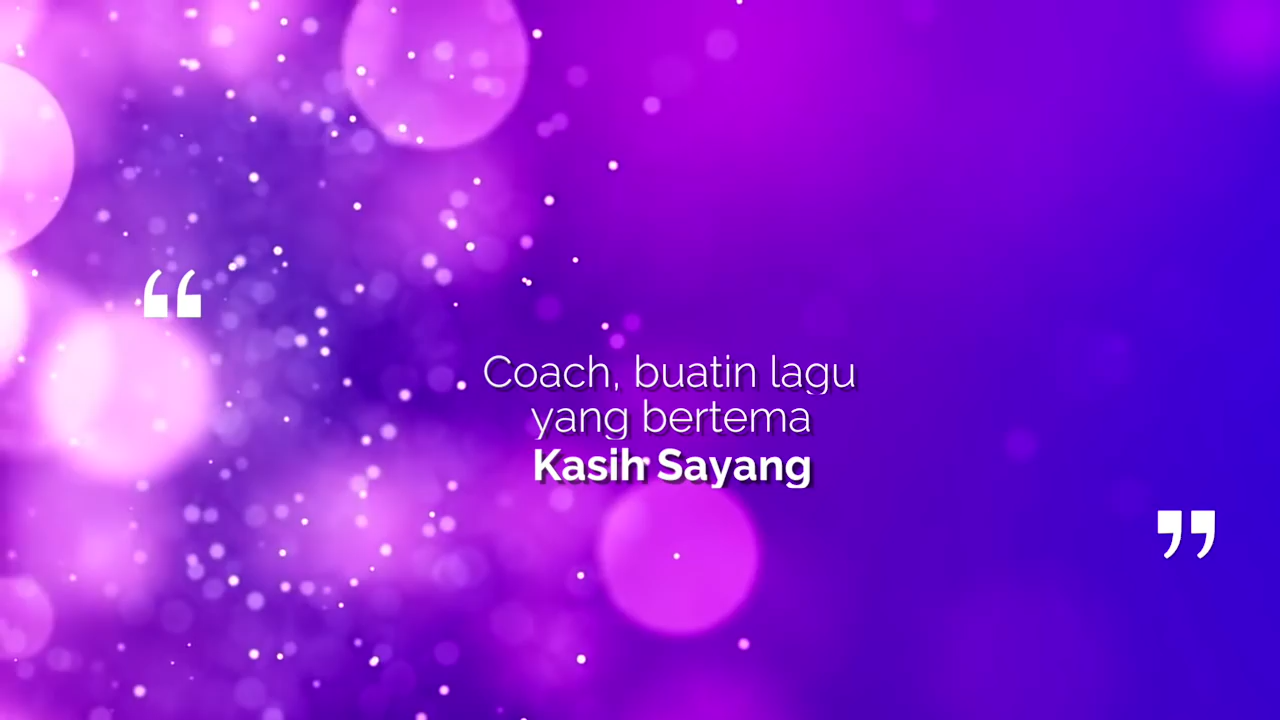 “
Coach, buatin lagu
yang bertema
Kasih Sayang
”